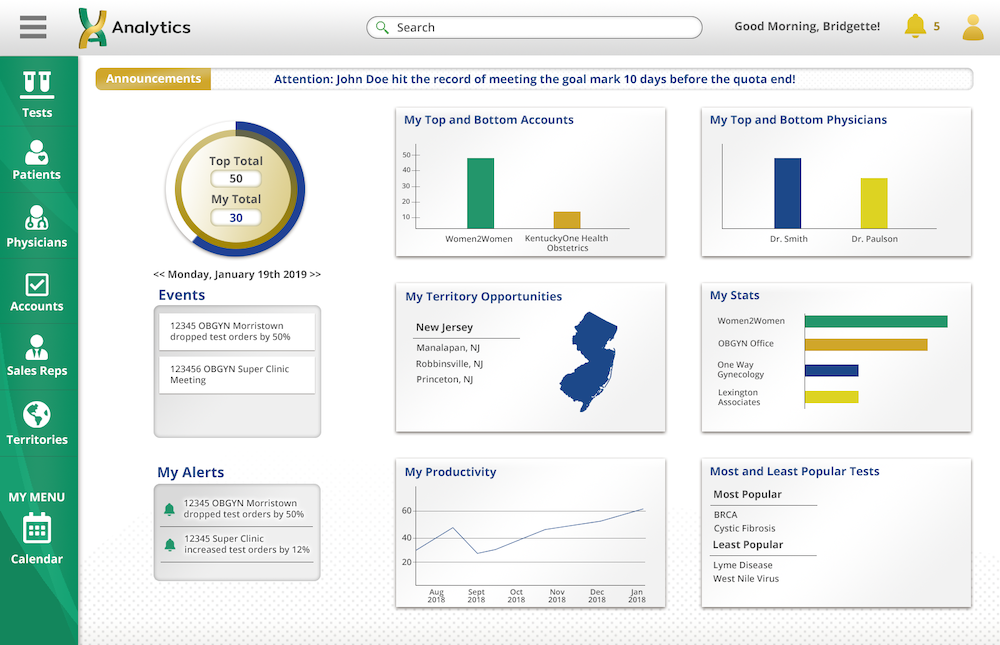 Analytics
Search
Good Morning, Bridgette!
5
Announcements
Attention: John Doe hit the record of meeting the goal mark 10 days before the quota end!
Tests
Patients
Physicians
Accounts
Sales Reps
Territories
MY MENU
Calendar
Top Total
50
My Total
30
<< Monday, January 19th 2019 >>
Events
12345 OBGYN Morristown
dropped test orders by 50%
123456 OBGYN Super Clinic
Meeting
My Alerts
12345 OBGYN Morristown
dropped test orders by 50%
12345 Super Clinic
increased test orders by 12%
My Top and Bottom Accounts
50
40
30
20
10
Women2Women
KentuckyOne Health
Obstetrics
My Top and Bottom Physicians
Dr. Smith
Dr. Paulson
My Territory Opportunities
New Jersey
Manalapan, NJ
Robbinsville, NJ
Princeton, NJ
My Stats
Women2Women
OBGYN Office
One Way
Gynecology
Lexington
Associates
My Productivity
60
40
20
Aug
2018
Sept
2018
Oct
2018
Nov
2018
Dec
2018
Jan
2018
Most and Least Popular Tests
Most Popular
BRCA
Cystic Fibrosis
Least Popular
Lyme Disease
West Nile Virus